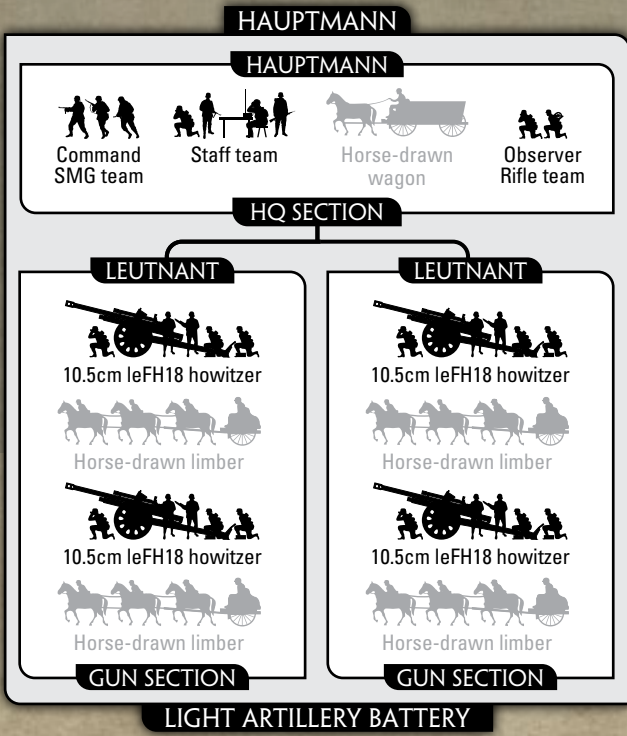 HAUPTMANN
HAUPTMANN
Command
SMG team
Staff team
Horse-drawn
wagon
Observer
Rifle team
HQ SECTION
LEUTNANT
10.5cm leFH18 howitzer
Horse-drawn limber
10.5cm leFH18 howitzer
Horse-drawn limber
GUN SECTION
LEUTNANT
10.5cm leFH18 howitzer
Horse-drawn limber
10.5cm leFH18 howitzer
Horse-drawn limber
GUN SECTION
LIGHT ARTILLERY BATTERY